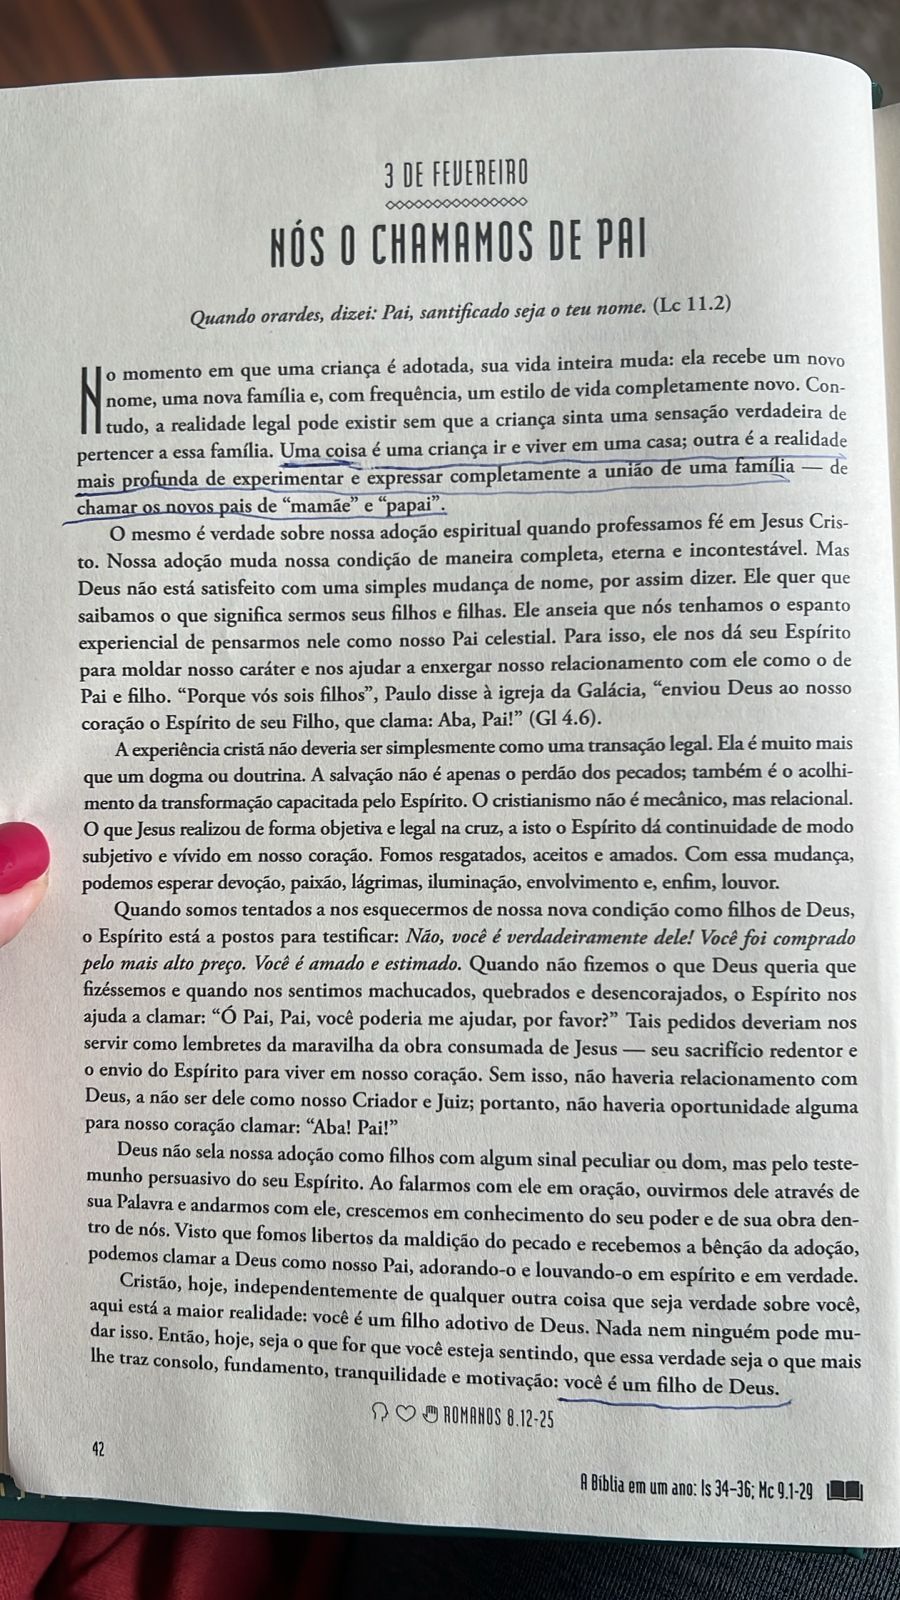 3 DE FEVEREIRO
NÓS O CHAMAMOS DE PAI
Quando orardes, dizei: Pai, santificado seja o teu nome. (Lc 11.2)
No momento em que uma criança é adotada, sua vida inteira muda: ela recebe um novo
nome, uma nova família e, com frequência, um estilo de vida completamente novo. Con-
tudo, a realidade legal pode existir sem que a criança sinta uma sensação verdadeira de
pertencer a essa família. Uma coisa é uma criança ir e viver em uma casa; outra é a realidade
mais profunda de experimentar e expressar completamente a união de uma família — de
chamar os novos pais de “mamãe” e “papai”.
O mesmo é verdade sobre nossa adoção espiritual quando professamos fé em Jesus Cris-
to. Nossa adoção muda nossa condição de maneira completa, eterna e incontestável. Mas
Deus não está satisfeito com uma simples mudança de nome, por assim dizer. Ele quer que
saibamos o que significa sermos seus filhos e filhas. Ele anseia que nós tenhamos o espanto
experiencial de pensarmos nele como nosso Pai celestial. Para isso, ele nos dá seu Espírito
para moldar nosso caráter e nos ajudar a enxergar nosso relacionamento com ele como o de
Pai e filho. “Porque vós sois filhos”, Paulo disse à igreja da Galácia, “enviou Deus ao nosso
coração o Espírito de seu Filho, que clama: Aba, Pai!” (Gl 4.6).
A experiência cristã não deveria ser simplesmente como uma transação legal. Ela é muito mais
que um dogma ou doutrina. A salvação não é apenas o perdão dos pecados; também é o acolhi-
mento da transformação capacitada pelo Espírito. O cristianismo não é mecânico, mas relacional.
O que Jesus realizou de forma objetiva e legal na cruz, a isto o Espírito dá continuidade de modo
subjetivo e vívido em nosso coração. Fomos resgatados, aceitos e amados. Com essa mudança,
podemos esperar devoção, paixão, lágrimas, iluminação, envolvimento e, enfim, louvor.
Quando somos tentados a nos esquecermos de nossa nova condição como filhos de Deus,
o Espírito está a postos para testificar: Não, você é verdadeiramente dele! Você foi comprado
pelo mais alto preço. Você é amado e estimado. Quando não fizemos o que Deus queria que
fizéssemos e quando nos sentimos machucados, quebrados e desencorajados, o Espírito nos
ajuda a clamar: “Ó Pai, Pai, você poderia me ajudar, por favor?” Tais pedidos deveriam nos
servir como lembretes da maravilha da obra consumada de Jesus — seu sacrifício redentor e
o envio do Espírito para viver em nosso coração. Sem isso, não haveria relacionamento com
Deus, a não ser dele como nosso Criador e Juiz; portanto, não haveria oportunidade alguma
para nosso coração clamar: “Aba! Pai!”
Deus não sela nossa adoção como filhos com algum sinal peculiar ou dom, mas pelo teste-
munho persuasivo do seu Espírito. Ao falarmos com ele em oração, ouvirmos dele através de
sua Palavra e andarmos com ele, crescemos em conhecimento do seu poder e de sua obra den-
tro de nós. Visto que fomos libertos da maldição do pecado e recebemos a bênção da adoção,
podemos clamar a Deus como nosso Pai, adorando-o e louvando-o em espírito e em verdade.
Cristão, hoje, independentemente de qualquer outra coisa que seja verdade sobre você,
aqui está a maior realidade: você é um filho adotivo de Deus. Nada nem ninguém pode mu-
dar isso. Então, hoje, seja o que for que você esteja sentindo, que essa verdade seja o que mais
lhe traz consolo, fundamento, tranquilidade e motivação: você é um filho de Deus.
ROMANOS 8.12-25
42
A Bíblia em um ano: Is 34–36; Mc 9.1-29